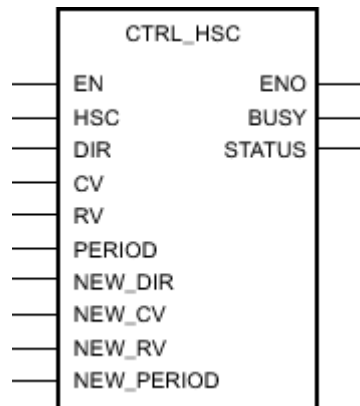 CTRL_HSC
EN ENO
HSC BUSY
DIR STATUS
CV
RV
PERIOD
NEW_DIR
NEW_CV
NEW_RV
NEW_PERIOD